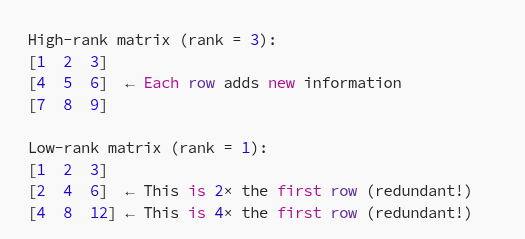 High-rank matrix (rank = 3):
[1  2  3]
[4  5  6]  ← Each row adds new information
[7  8  9]

Low-rank matrix (rank = 1):
[1  2  3]
[2  4  6]  ← This is 2× the first row (redundant!)
[4  8  12] ← This is 4× the first row (redundant!)